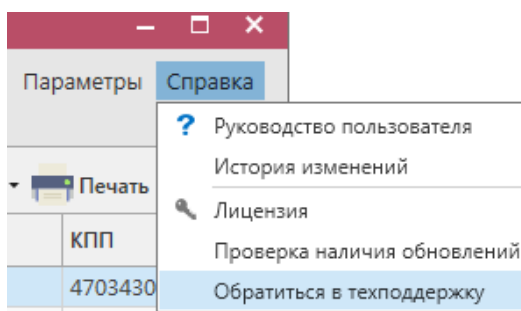 Параметры Справка
? Руководство пользователя
История изменений
Печать
Лицензия
КПП
Проверка наличия обновлений
4703430
Обратиться в техподдержку